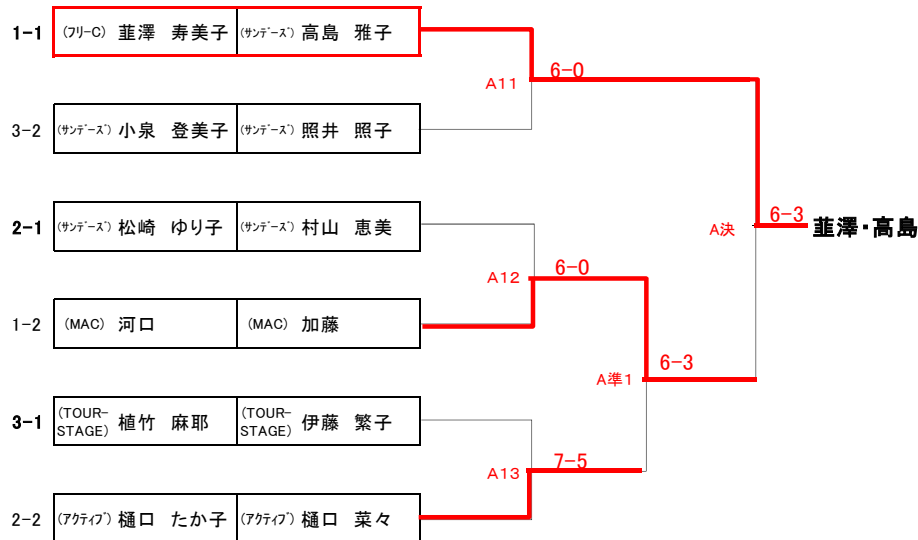 1-1 (ﾌﾘｰC) 韮澤 寿美子 (ｻﾝﾃﾞｰｽﾞ) 高島 雅子
A11 6-0
3-2 (ｻﾝﾃﾞｰｽﾞ) 小泉 登美子 (ｻﾝﾃﾞｰｽﾞ) 照井 照子
2-1 (ｻﾝﾃﾞｰｽﾞ) 松崎 ゆり子 (ｻﾝﾃﾞｰｽﾞ) 村山 恵美
A決 6-3 韮澤・高島
A12 6-0
1-2 (MAC) 河口 (MAC) 加藤
A準1 6-3
3-1 (TOUR-STAGE) 植竹 麻耶 (TOUR-STAGE) 伊藤 繁子
A13 7-5
2-2 (ｱｸﾃｨﾌﾞ) 樋口 たか子 (ｱｸﾃｨﾌﾞ) 樋口 菜々